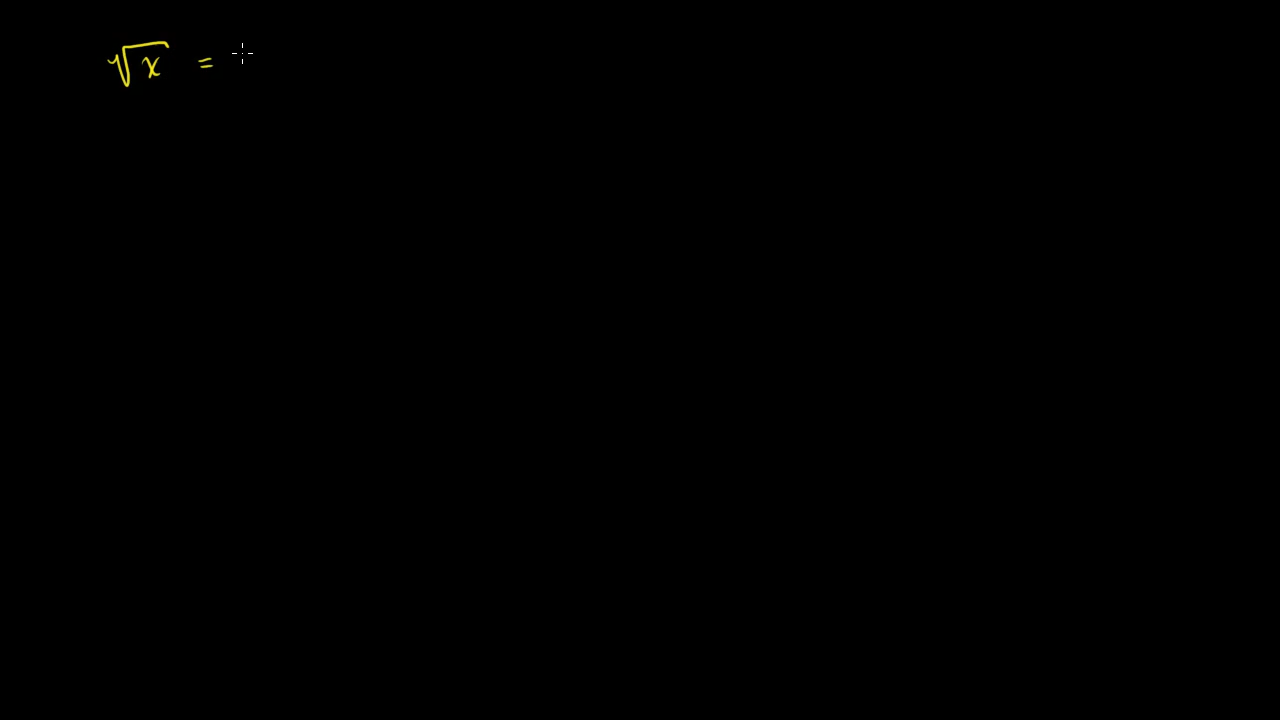 √x =